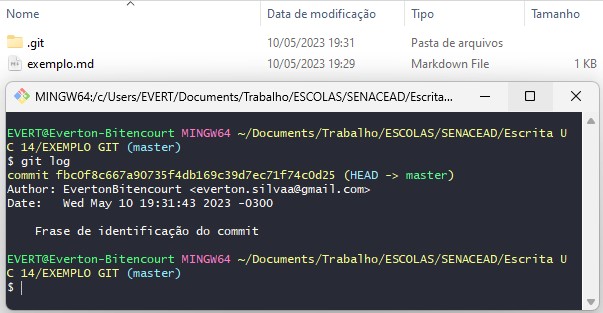 Nome Data de modificação Tipo Tamanho
.git 10/05/2023 19:31 Pasta de arquivos
exemplo.md 10/05/2023 19:29 Markdown File 1 KB
MINGW64:/c/Users/EVERT/Documents/Trabalho/ESCOLAS/SENACEAD/Escrita...
EVERT@Everton-Bitencourt MINGW64 ~/Documents/Trabalho/ESCOLAS/SENACEAD/Escrita U
C 14/EXEMPLO GIT (master)
$ git log
commit fbc0f8c667a90735f4db169c39d7ec71f74c0d25 (HEAD -> master)
Author: EvertonBitencourt <everton.silvaa@gmail.com>
Date: Wed May 10 19:31:43 2023 -0300
Frase de identificação do commit
EVERT@Everton-Bitencourt MINGW64 ~/Documents/Trabalho/ESCOLAS/SENACEAD/Escrita U
C 14/EXEMPLO GIT (master)
$